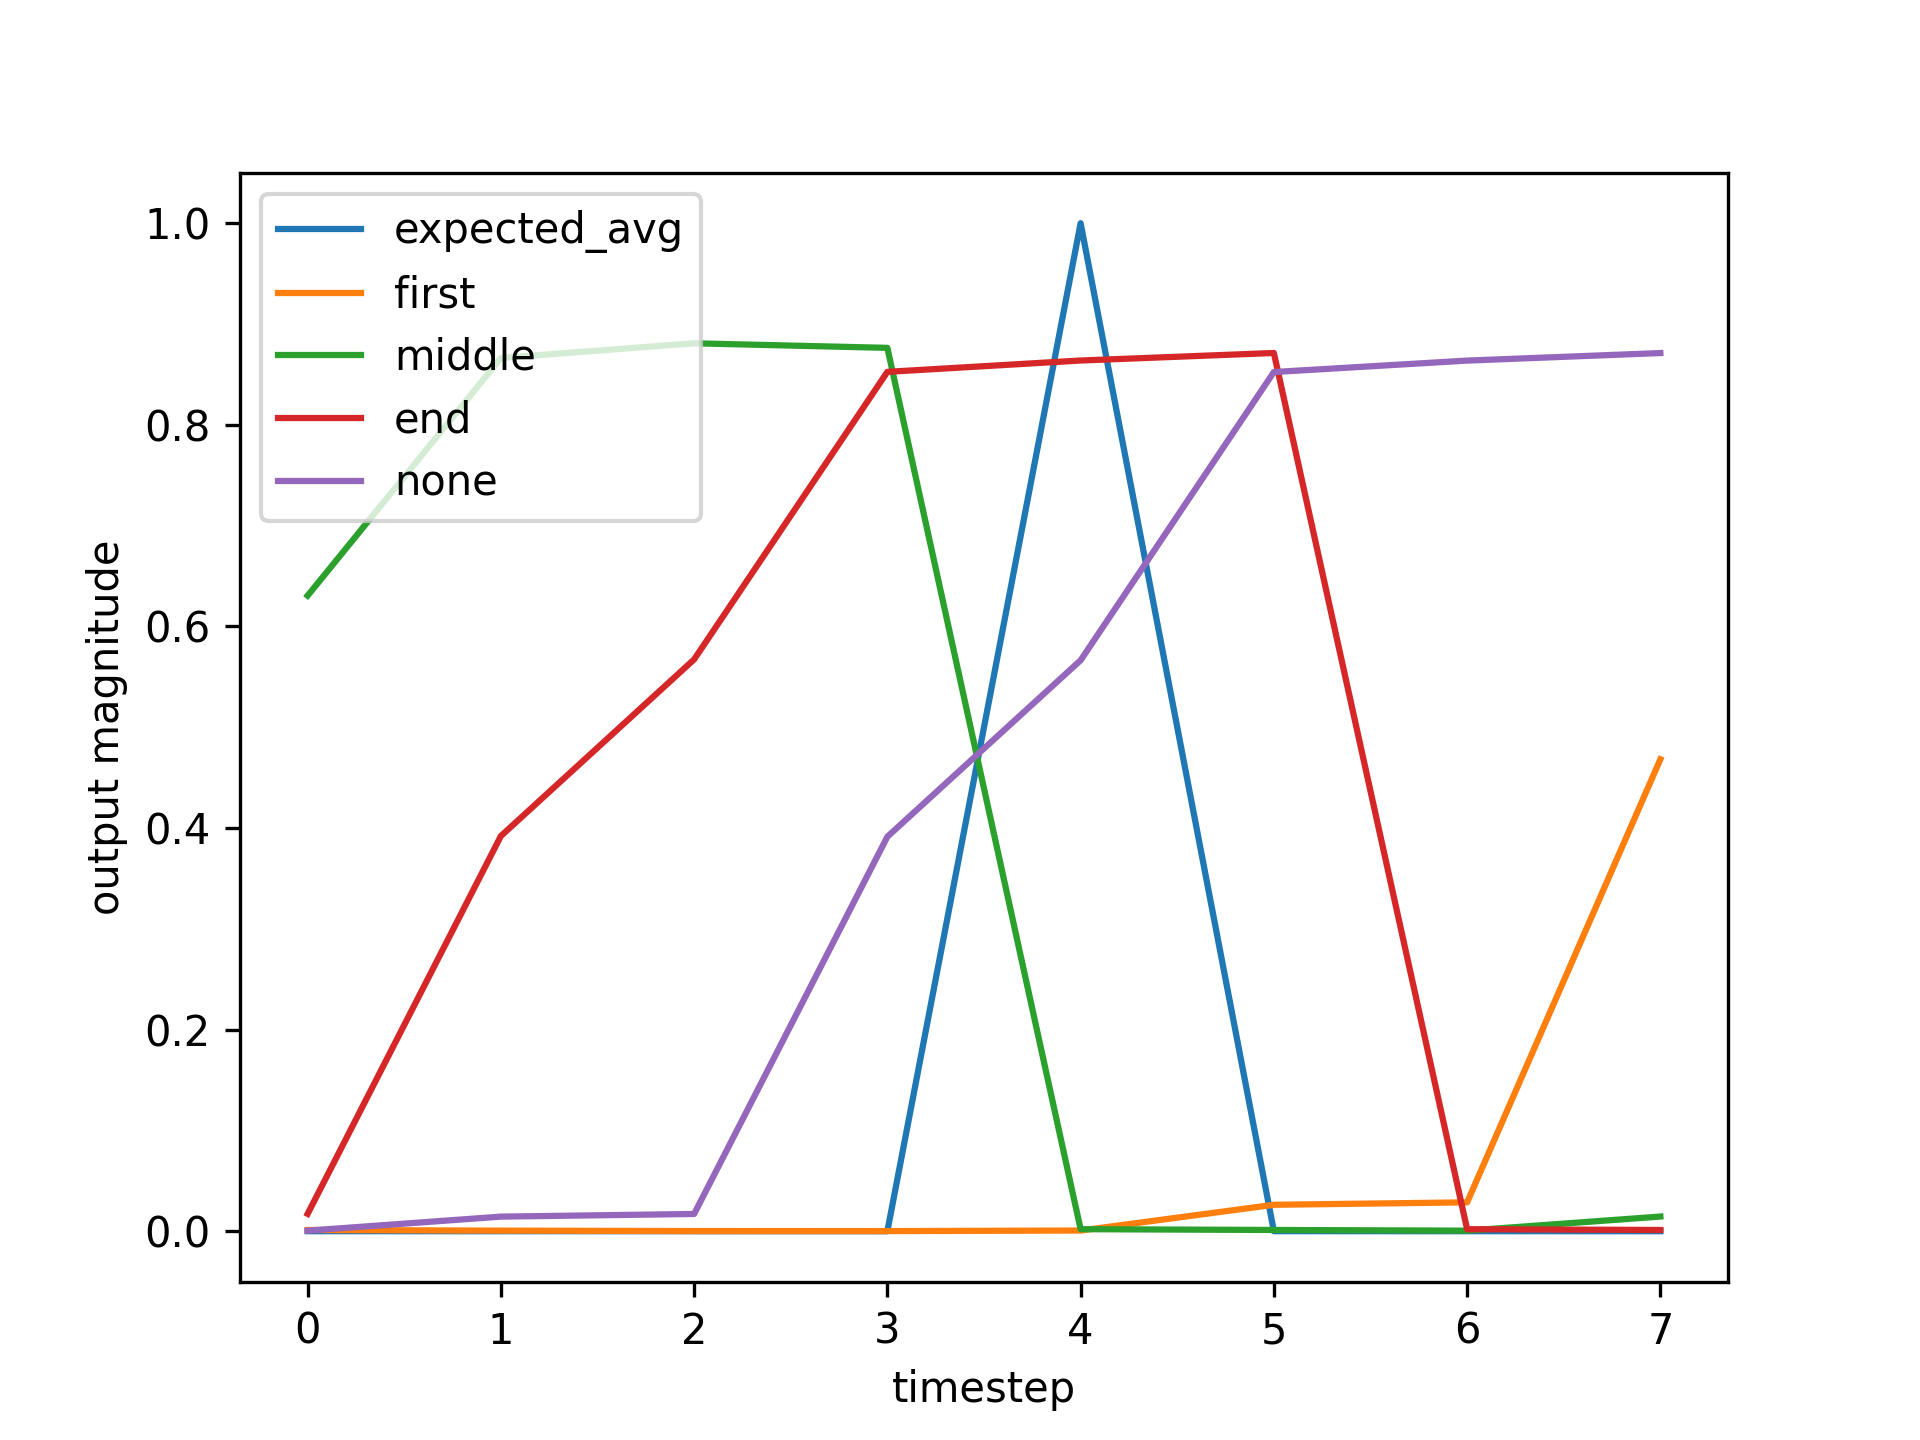 1.0
0.8
0.6
0.4
0.2
0.0
output magnitude
expected_avg
first
middle
end
none
0 1 2 3 4 5 6 7
timestep